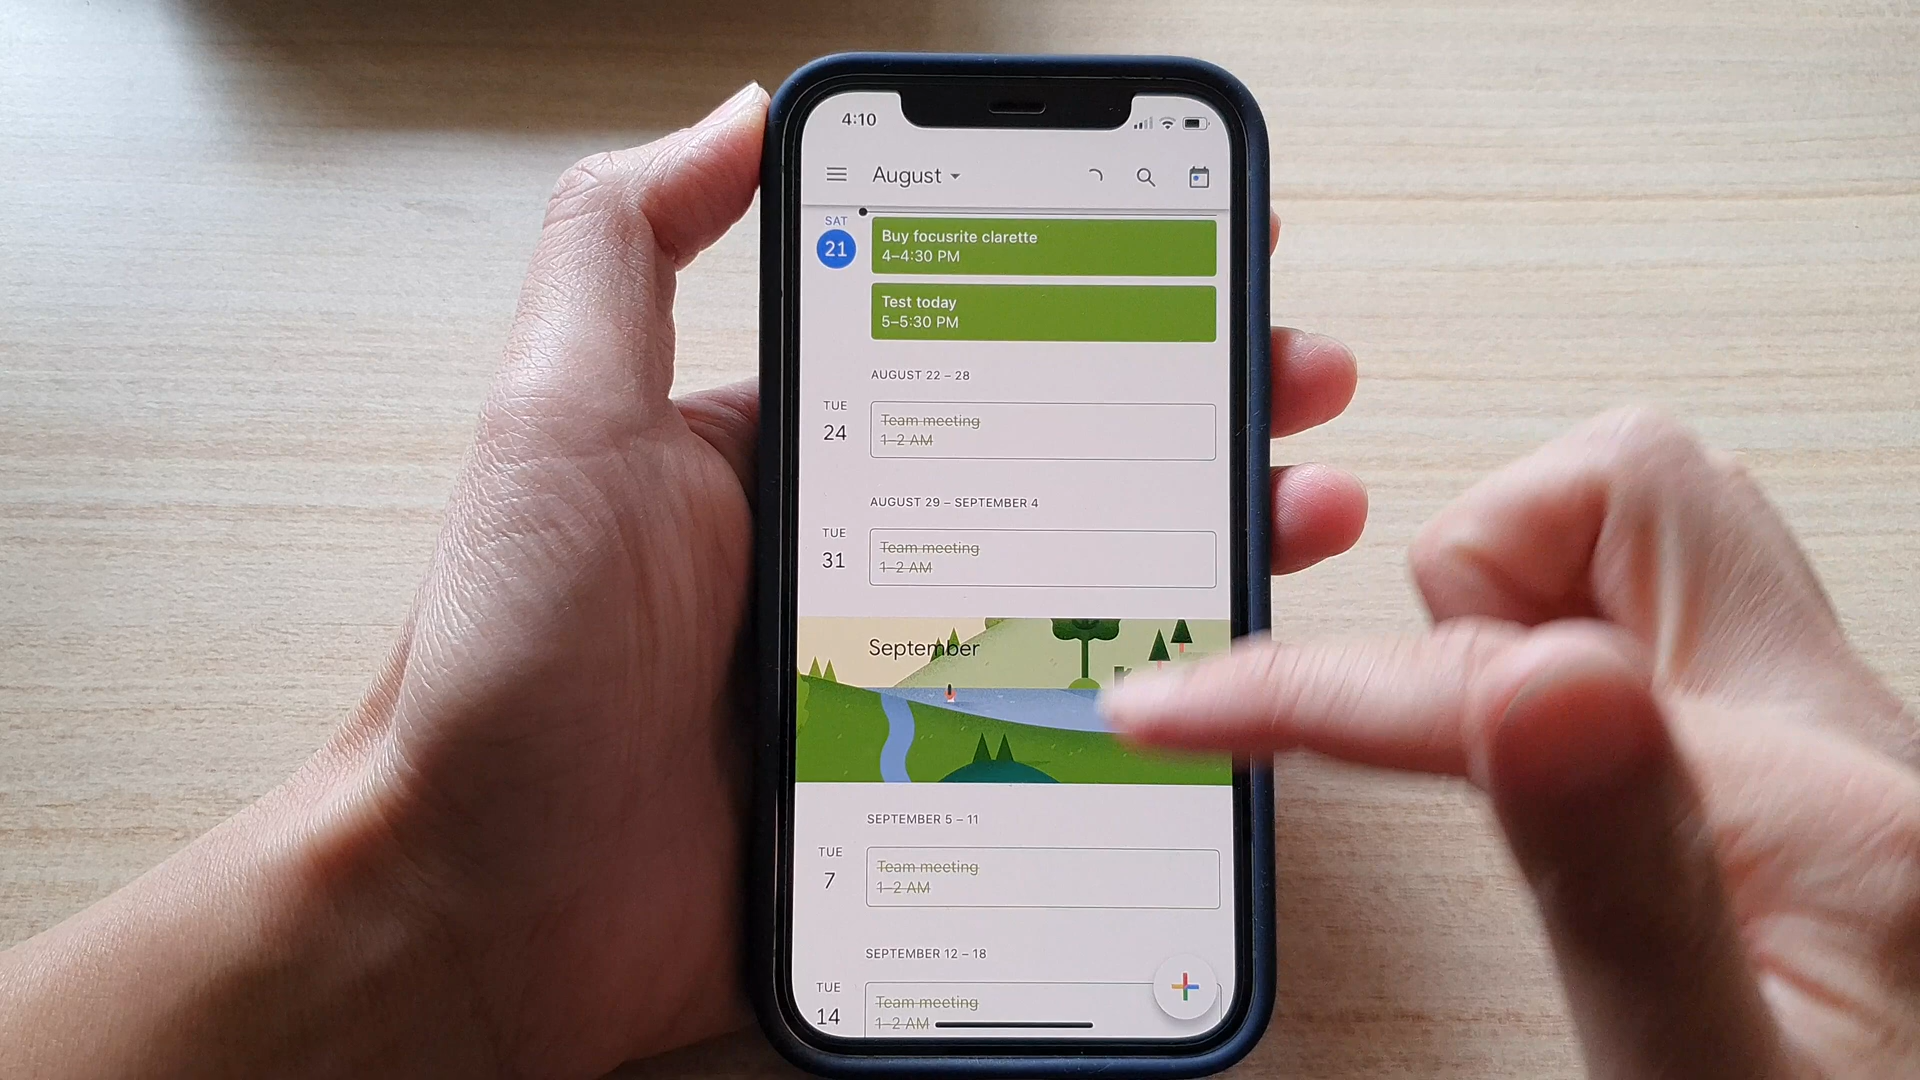 4:10
August
SAT
21
Buy focusrite clarette
4–4:30 PM
Test today
5–5:30 PM
AUGUST 22 – 28
TUE
24
Team meeting
1–2 AM
AUGUST 29 – SEPTEMBER 4
TUE
31
Team meeting
1–2 AM
September
SEPTEMBER 5 – 11
TUE
7
Team meeting
1–2 AM
SEPTEMBER 12 – 18
TUE
14
Team meeting
1–2 AM